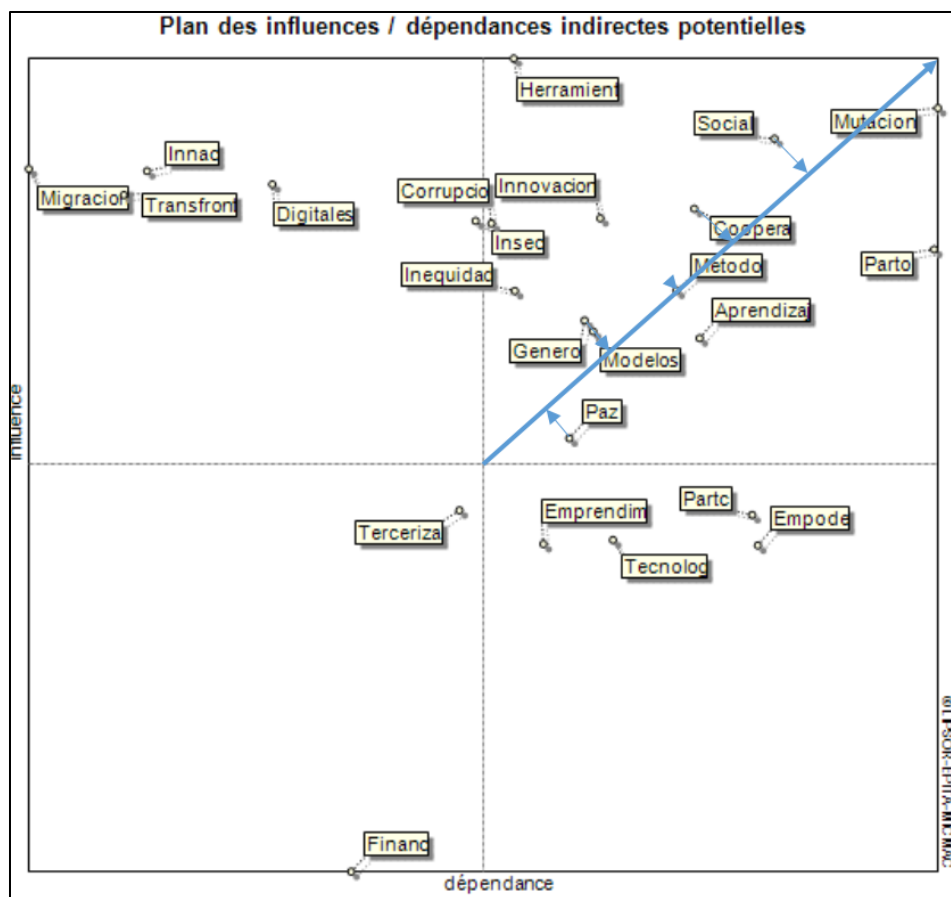 Plan des influences / dépendances indirectes potentielles
Herramient
Social
Mutacion
Innac
Migracio
Transfront
Digitales
Corrupcio
Innovacion
Insec
Coopera
Parto
Inequidac
Metodo
Aprendizaj
Genero
Modelos
Paz
influence
Terceriza
Emprendim
Partc
Empode
Tecnolog
Financ
dépendance